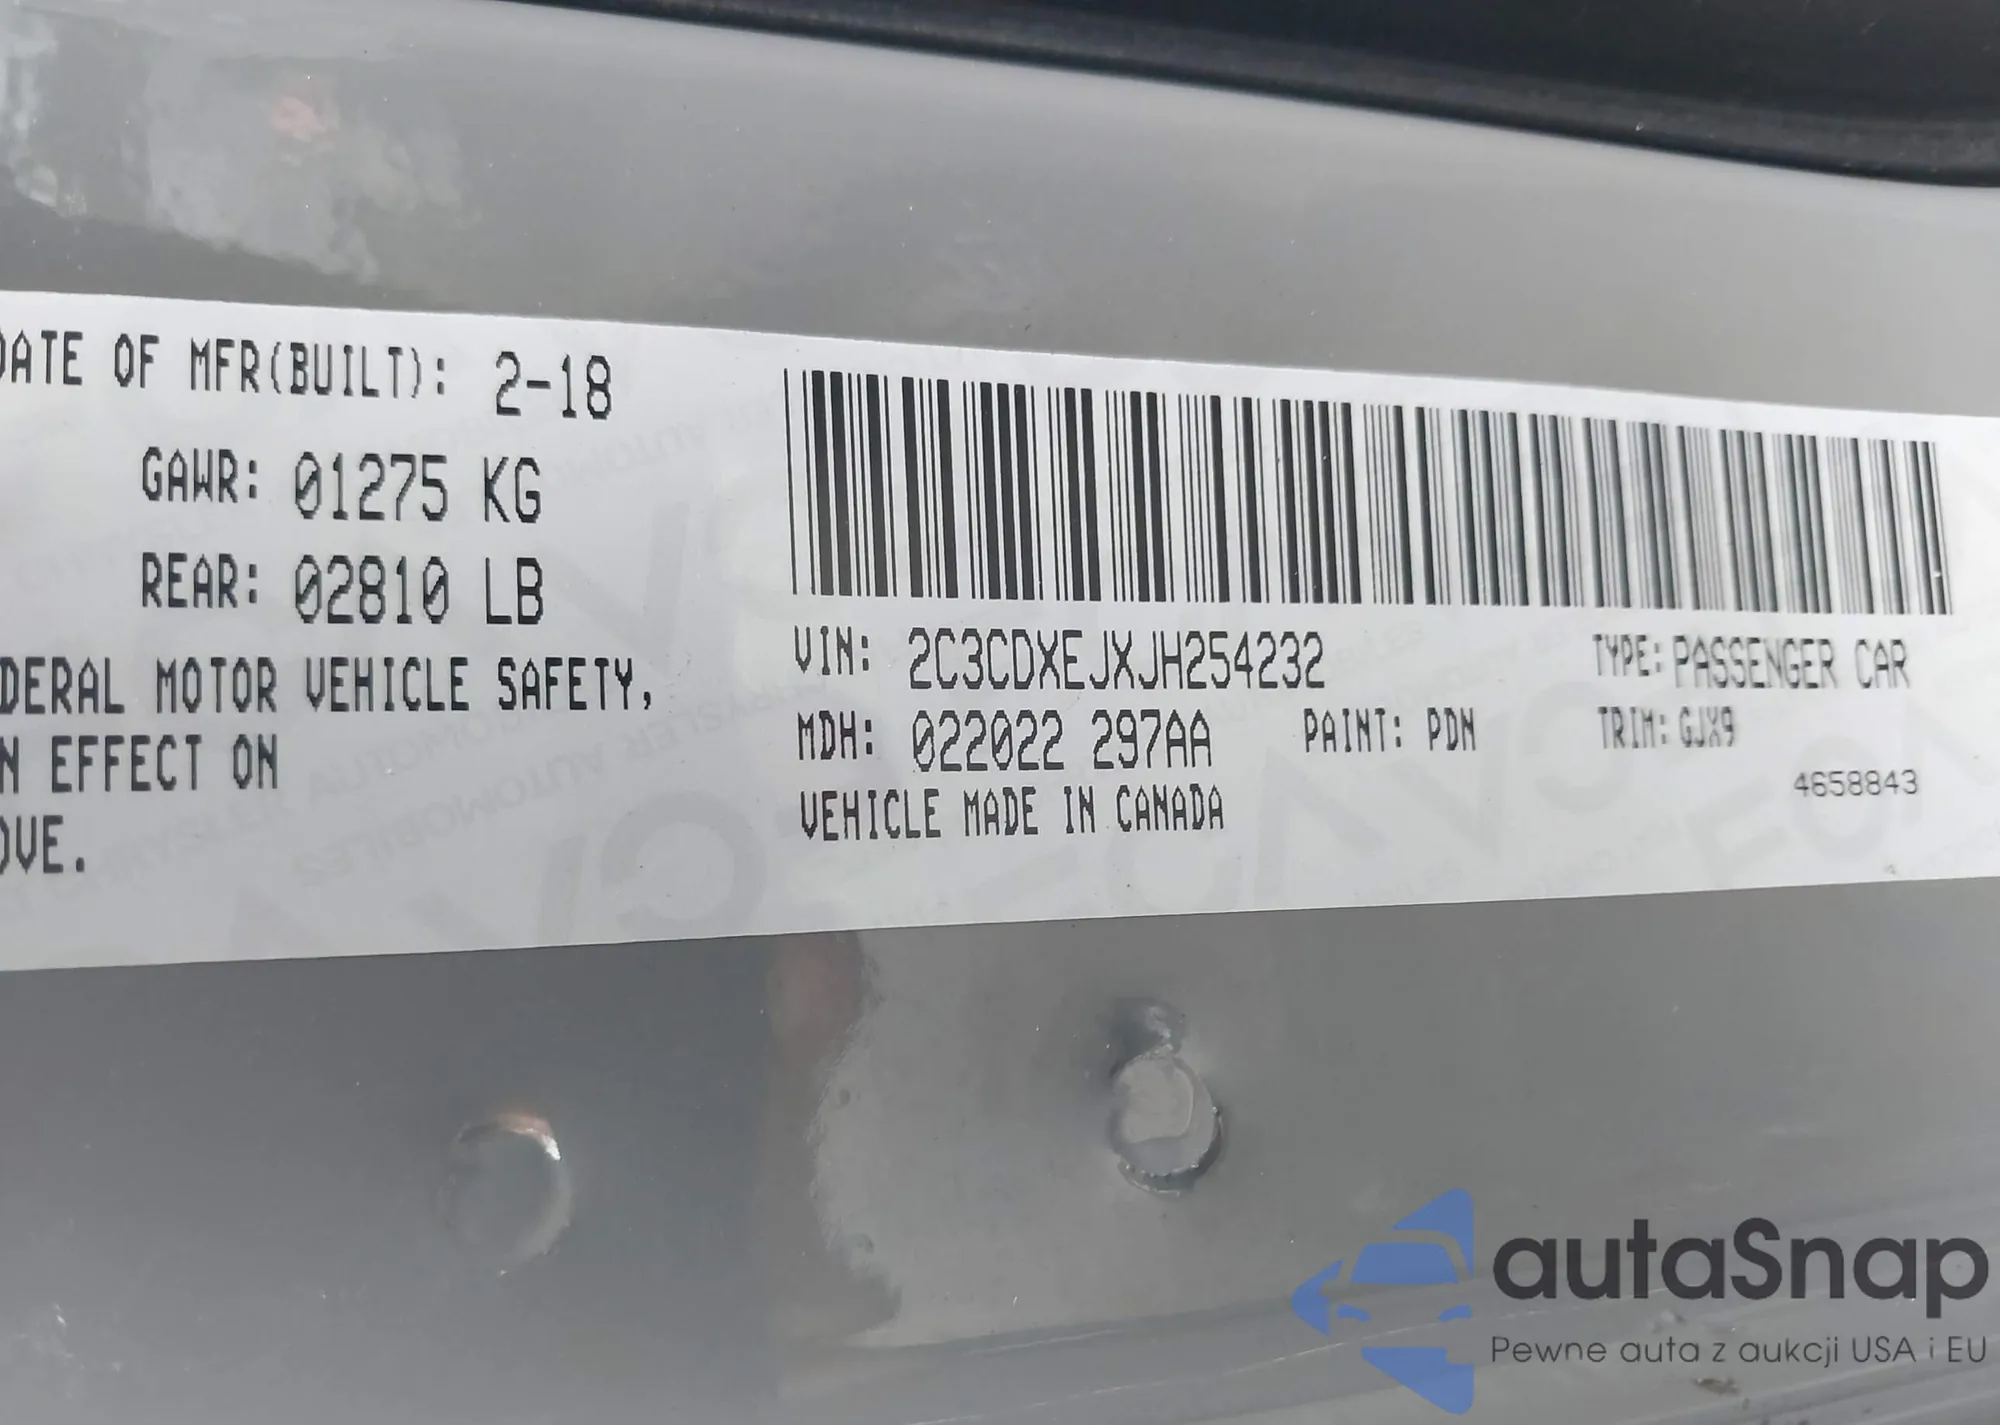 DATE OF MFR(BUILT): 2-18
GAWR: 01275 KG
REAR: 02810 LB
DERAL MOTOR VEHICLE SAFETY,
N EFFECT ON
OVE.
VIN: 2C3CDXEJXJH254232
TYPE: PASSENGER CAR
MDH: 022022 297AA
PAINT: PDN
TRIM: GJX9
VEHICLE MADE IN CANADA
4658843
autaSnap
Pewne auta z aukcji USA i EU